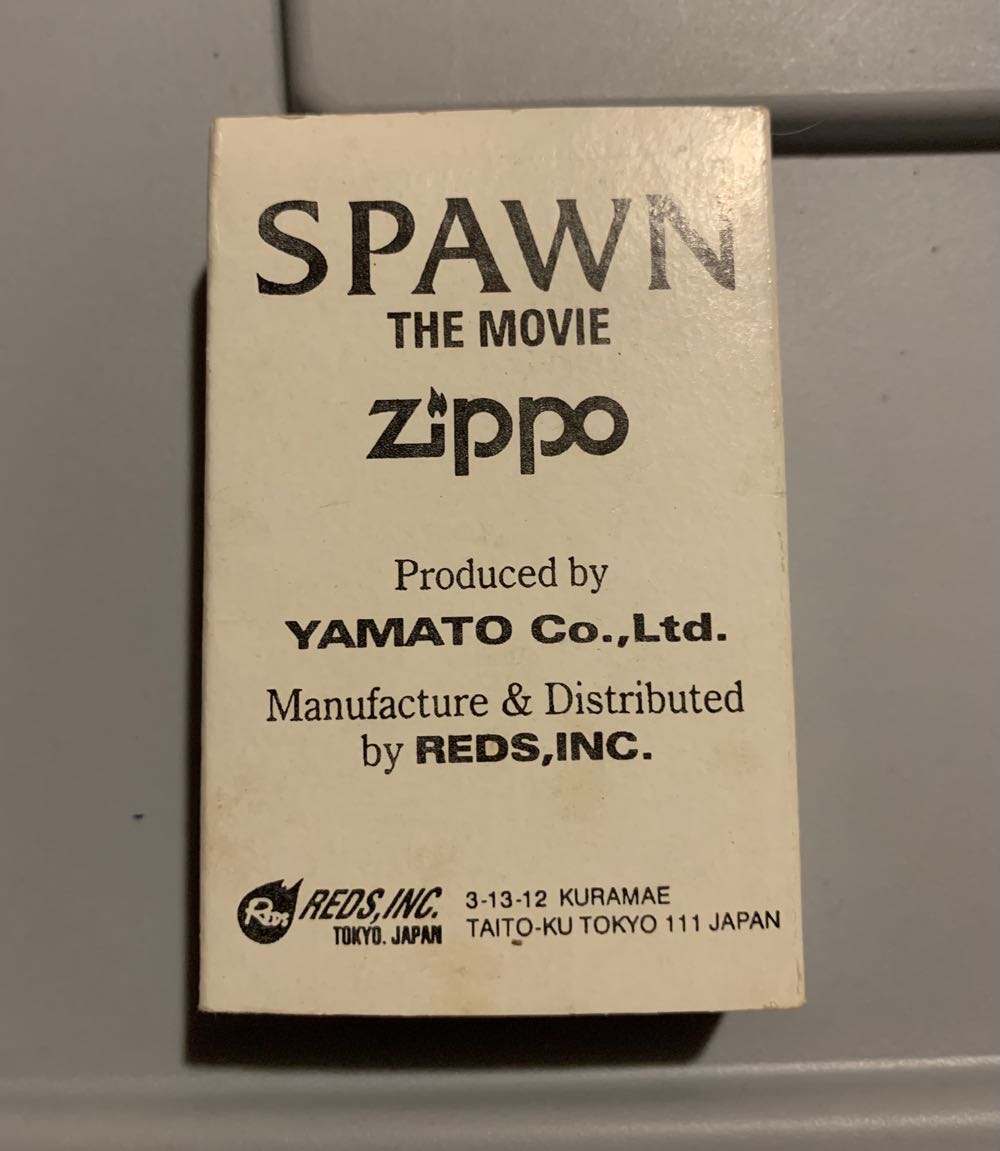 SPAWN
THE MOVIE
Zippo
Produced by
YAMATO Co.,Ltd.
Manufacture & Distributed
by REDS,INC.
REDS REDS,INC. 3-13-12 KURAMAE
TOKYO. JAPAN TAITO-KU TOKYO 111 JAPAN